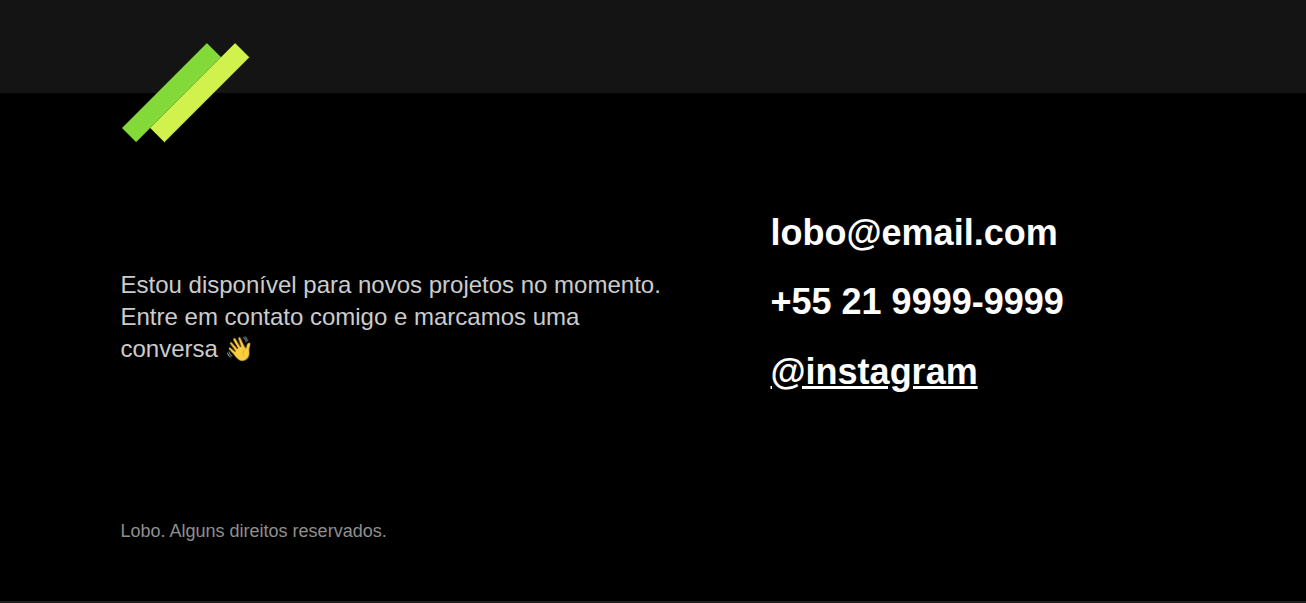 Estou disponível para novos projetos no momento.
Entre em contato comigo e marcamos uma
conversa 👋
lobo@email.com
+55 21 9999-9999
@instagram
Lobo. Alguns direitos reservados.